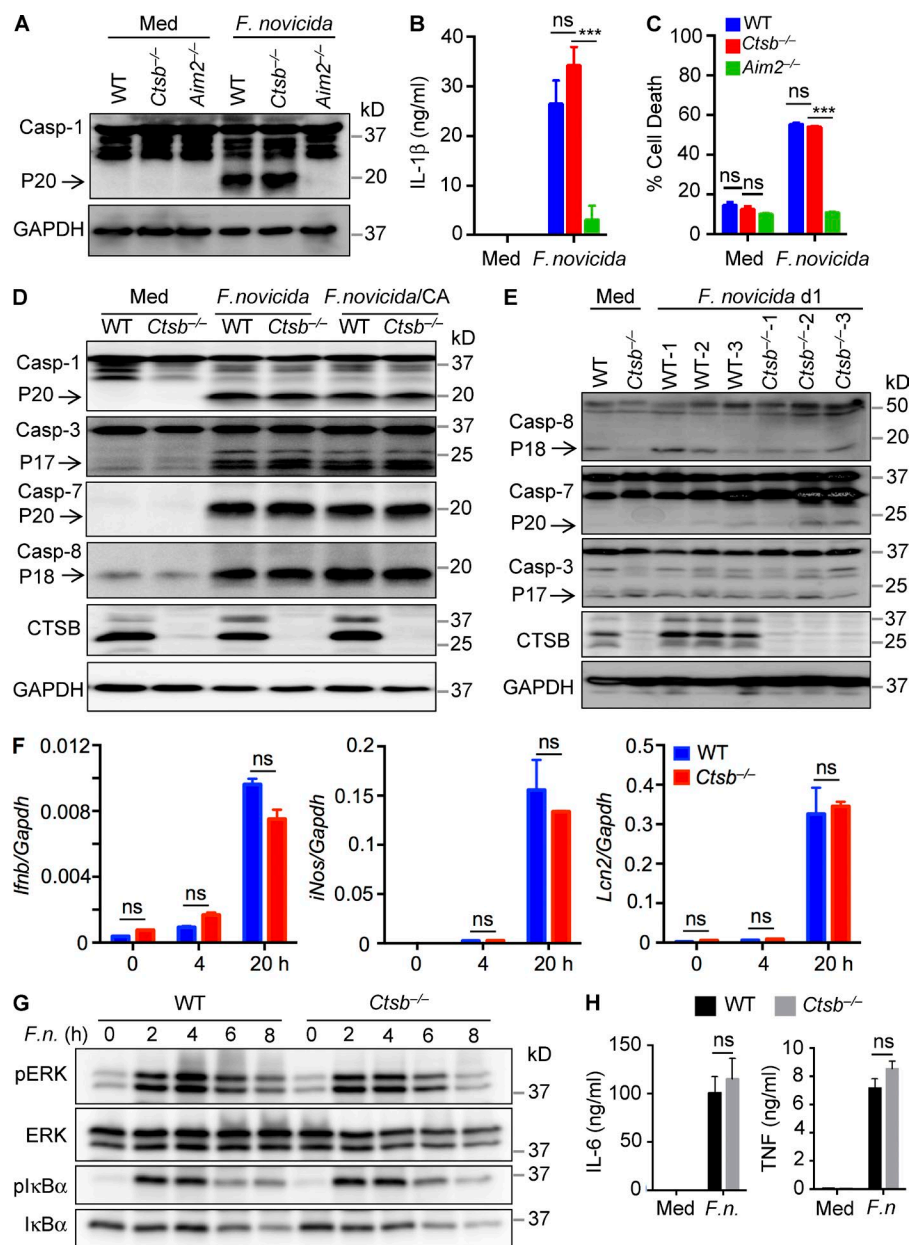 A
Med
F. novicida
WT
Ctsb–/–
Aim2–/–
WT
Ctsb–/–
Aim2–/–
kD
Casp-1
37
P20
20
GAPDH
37
B
IL-1β (ng/ml)
40
30
20
10
0
ns
***
Med
F. novicida
C
WT
Ctsb–/–
Aim2–/–
% Cell Death
100
80
60
40
20
0
ns
ns
ns
***
Med
F. novicida
D
Med
F. novicida
F. novicida/CA
WT
Ctsb–/–
WT
Ctsb–/–
WT
Ctsb–/–
kD
Casp-1
37
P20
20
Casp-3
37
25
P17
Casp-7
P20
20
Casp-8
P18
20
CTSB
37
25
GAPDH
37
E
Med
F. novicida d1
WT
Ctsb–/–
WT-1
WT-2
WT-3
Ctsb–/–-1
Ctsb–/–-2
Ctsb–/–-3
kD
50
Casp-8
20
P18
Casp-7
37
25
P20
Casp-3
37
25
P17
CTSB
37
25
GAPDH
37
F
Ifnb/Gapdh
0.012
0.008
0.004
0
ns
ns
ns
0
4
20 h
iNos/Gapdh
0.2
0.15
0.1
0.05
0
ns
ns
0
4
20 h
Lcn2/Gapdh
0.5
0.4
0.3
0.2
0.1
0
ns
ns
ns
0
4
20 h
WT
Ctsb–/–
G
WT
Ctsb–/–
F.n. (h) 0 2 4 6 8 0 2 4 6 8
kD
pERK
37
ERK
37
pIκBα
37
IκBα
37
H
WT
Ctsb–/–
IL-6 (ng/ml)
150
100
50
0
ns
Med
F.n.
TNF (ng/ml)
10
8
6
4
2
0
ns
Med
F.n